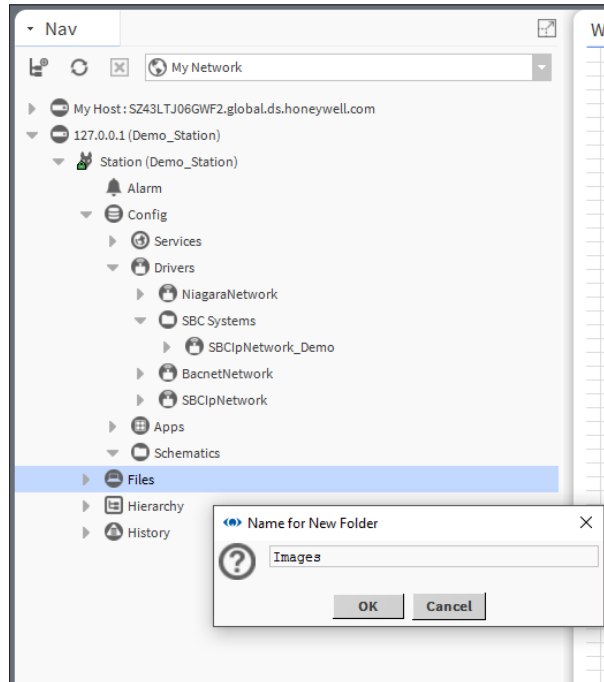 Nav
W
My Network
My Host : SZ43LTJ06GWF2.global.ds.honeywell.com
127.0.0.1 (Demo_Station)
Station (Demo_Station)
Alarm
Config
Services
Drivers
NiagaraNetwork
SBC Systems
SBCIpNetwork_Demo
BacnetNetwork
SBCIpNetwork
Apps
Schematics
Files
Hierarchy
History
Name for New Folder
Images
OK Cancel